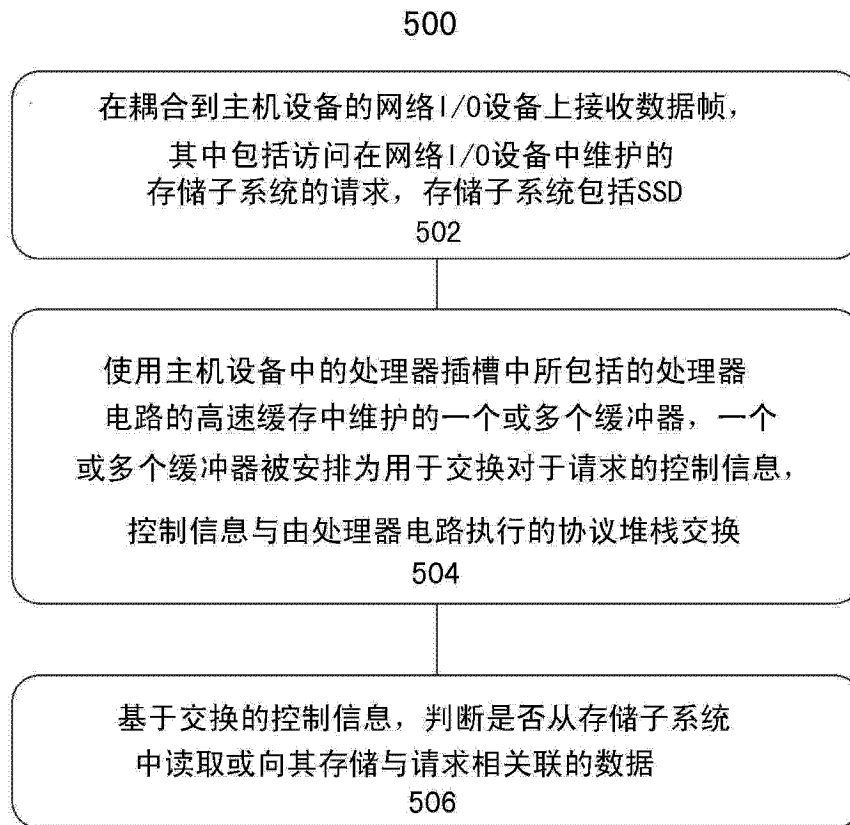 500
在耦合到主机设备的网络I/O设备上接收数据帧，
其中包括访问在网络I/O设备中维护的
存储子系统的请求，存储子系统包括SSD
502
使用主机设备中的处理器插槽中所包括的处理器
电路的高速缓存中维护的一个或多个缓冲器，一个
或多个缓冲器被安排为用于交换对于请求的控制信息，
控制信息与由处理器电路执行的协议堆栈交换
504
基于交换的控制信息，判断是否从存储子系统
中读取或向其存储与请求相关联的数据
506